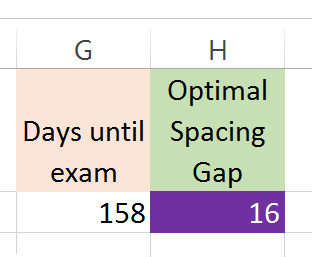 G H
Days until
exam
Optimal
Spacing
Gap
158 16